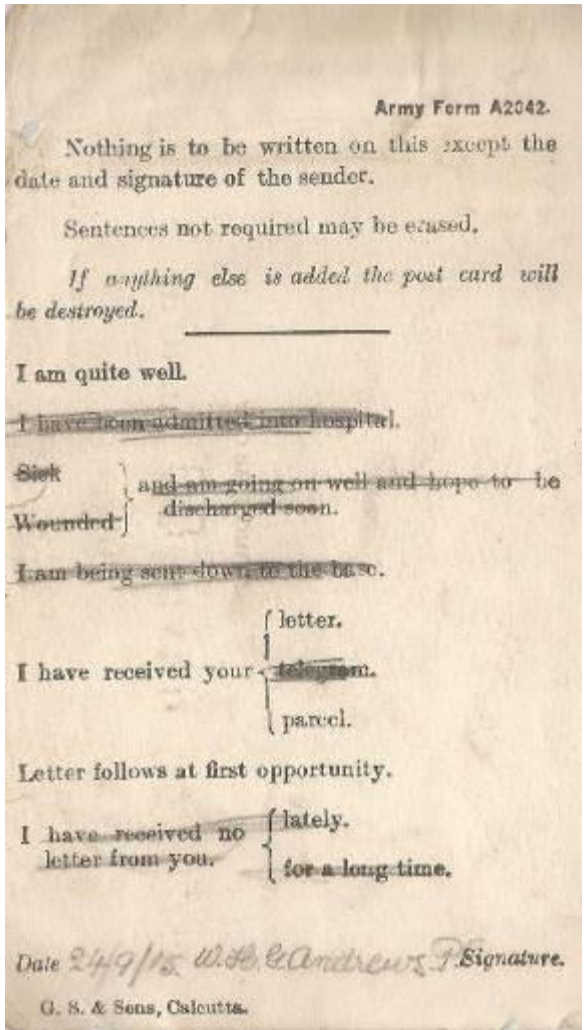 Army Form A2042.
Nothing is to be written on this except the
date and signature of the sender.
Sentences not required may be erased.
If anything else is added the post card will
be destroyed.
I am quite well.
I have been admitted into hospital.
Sick
and am going on well and hope to be
Wounded
discharged soon.
I am being sent down to the base.
letter.
I have received your
telegram.
parcel.
Letter follows at first opportunity.
I have received no
lately.
letter from you.
for a long time.
Date 24/9/15 W. H. Andrews Signature.
G. S. & Sons, Calcutta.